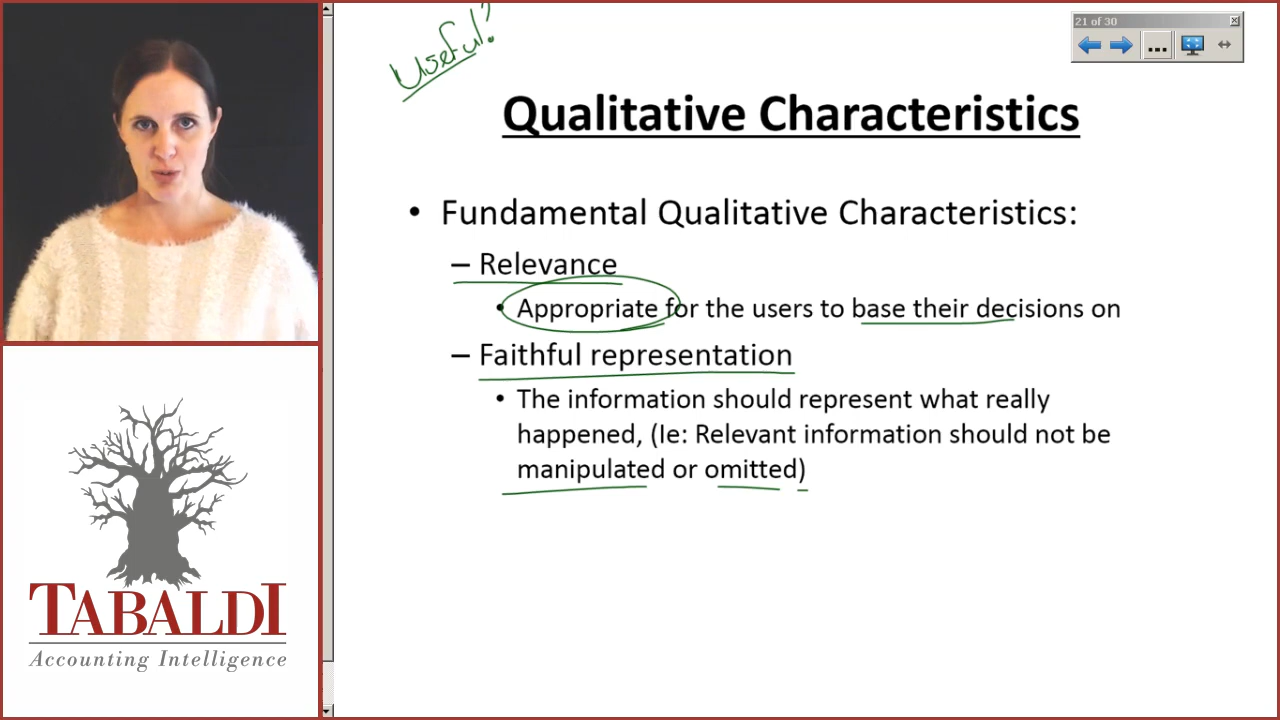 Useful?
21 of 30
Qualitative Characteristics
• Fundamental Qualitative Characteristics:
– Relevance
• Appropriate for the users to base their decisions on
– Faithful representation
• The information should represent what really
happened, (Ie: Relevant information should not be
manipulated or omitted)
TABALDI
Accounting Intelligence